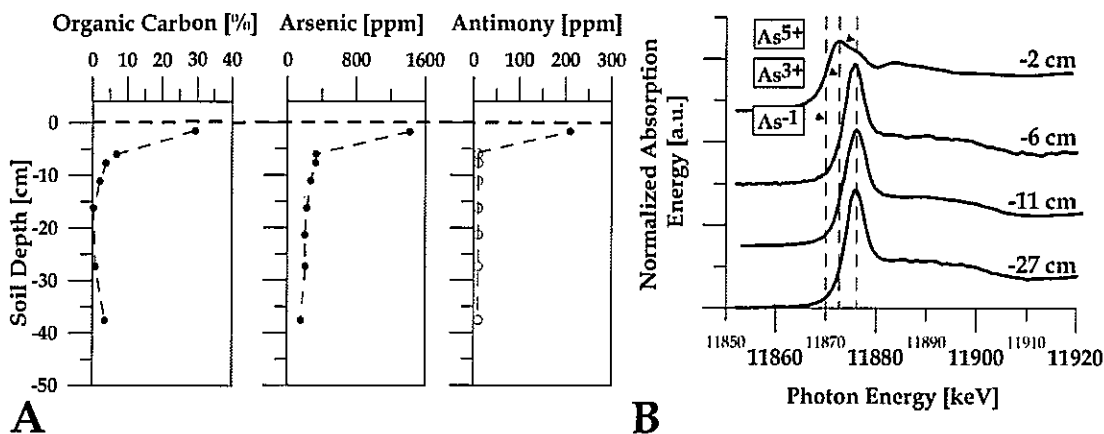 Organic Carbon [%]
0 10 20 30 40
Arsenic [ppm]
0 800 1600
Antimony [ppm]
0 100 200 300
Soil Depth [cm]
0
-10
-20
-30
-40
-50
A
Normalized Absorption
Energy [a.u.]
As5+
As3+
As-1
-2 cm
-6 cm
-11 cm
-27 cm
11850 11870 11890 11910
11860 11880 11900 11920
Photon Energy [keV]
B